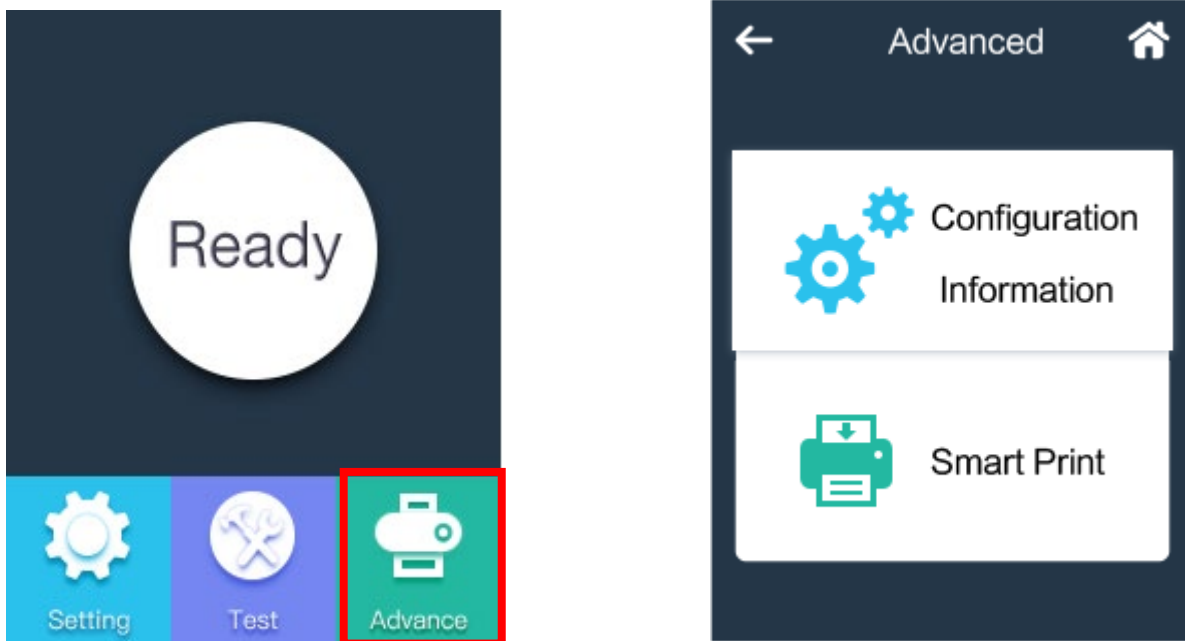 Ready
Setting
Test
Advance
Advanced
Configuration
Information
Smart Print